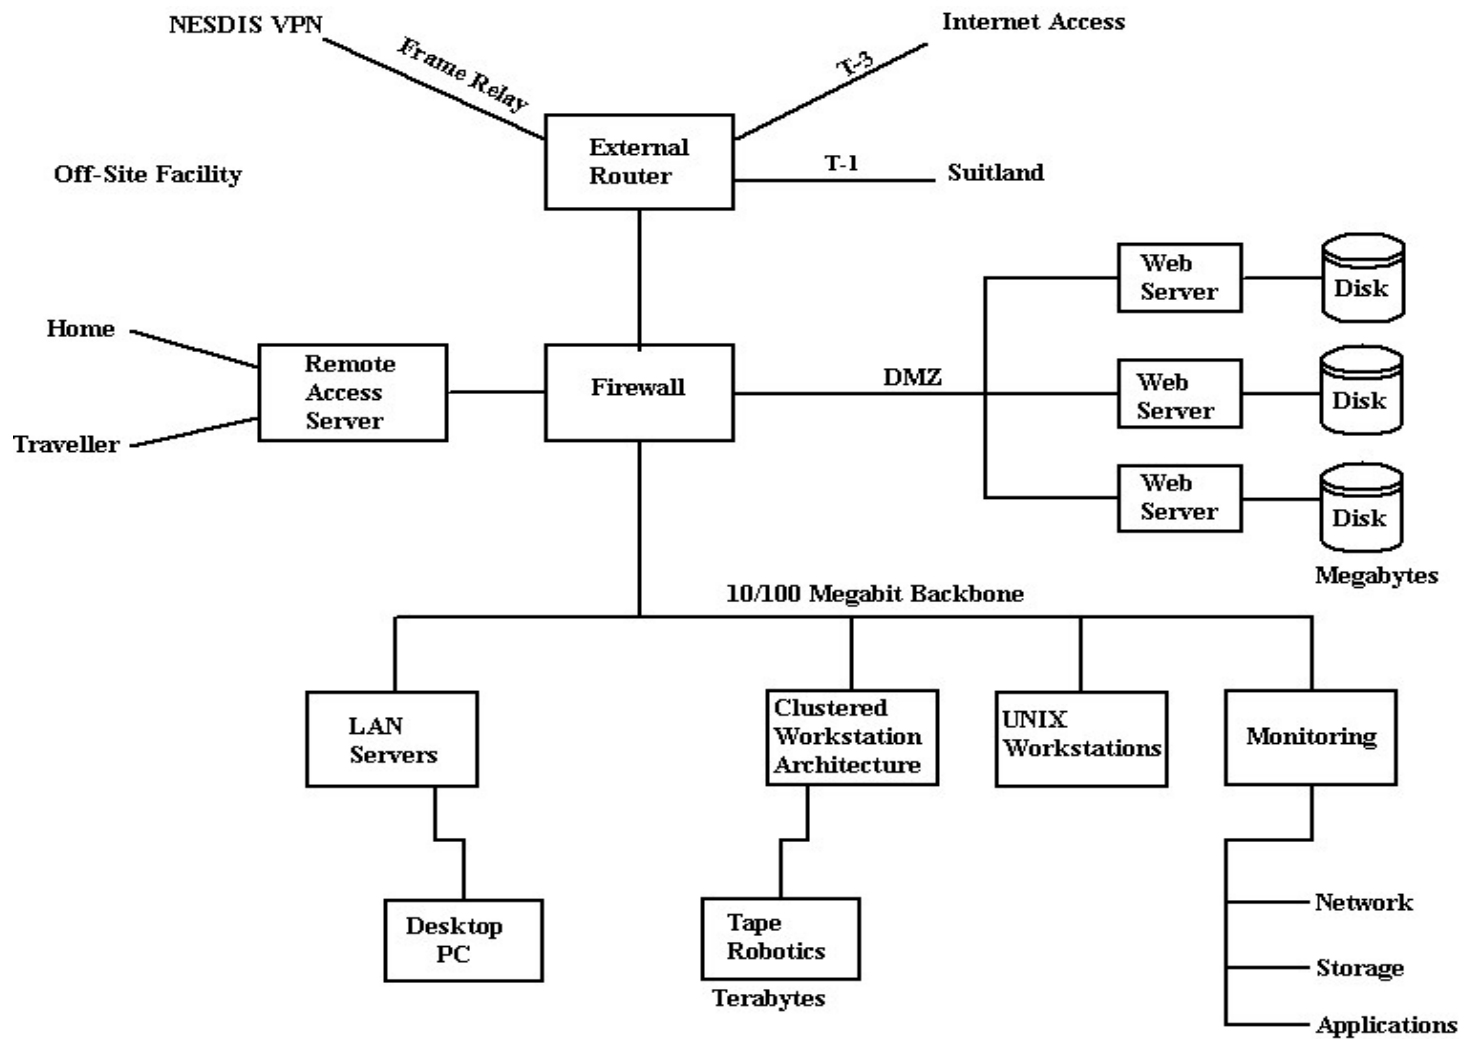 NESDIS VPN
Frame Relay
Internet Access
T-3
External
Router
T-1
Suitland
Off-Site Facility
Web
Server
Disk
Home
Remote
Access
Server
Traveller
Firewall
DMZ
Web
Server
Disk
Web
Server
Disk
Megabytes
10/100 Megabit Backbone
LAN
Servers
Clustered
Workstation
Architecture
UNIX
Workstations
Monitoring
Desktop
PC
Tape
Robotics
Terabytes
Network
Storage
Applications